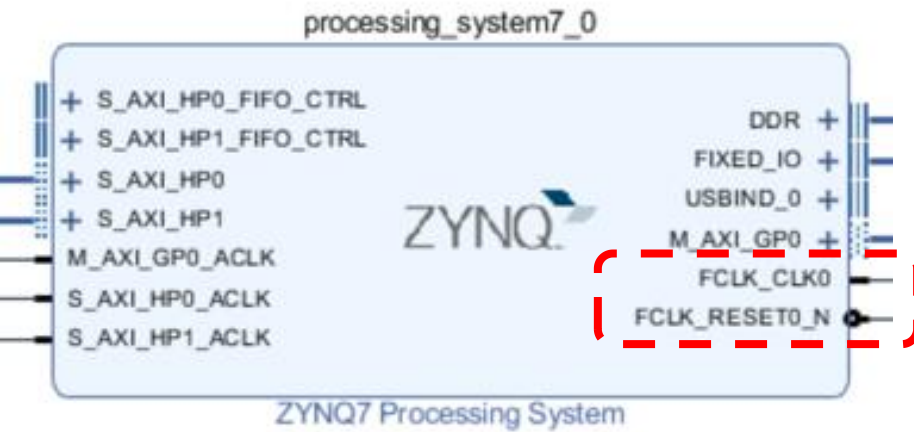 processing_system7_0
S_AXI_HP0_FIFO_CTRL
S_AXI_HP1_FIFO_CTRL
S_AXI_HP0
S_AXI_HP1
M_AXI_GP0_ACLK
S_AXI_HP0_ACLK
S_AXI_HP1_ACLK
ZYNQ
DDR
FIXED_IO
USBIND_0
M_AXI_GP0
FCLK_CLK0
FCLK_RESET0_N
ZYNQ7 Processing System